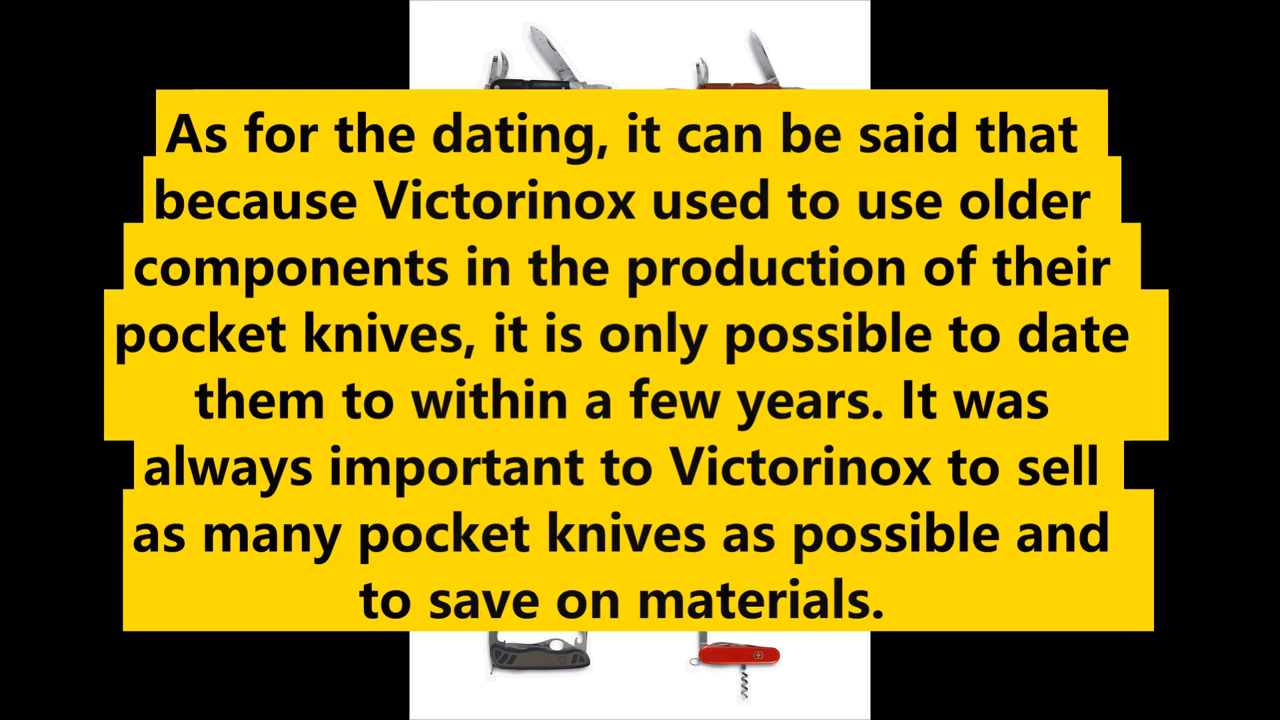 As for the dating, it can be said that
because Victorinox used to use older
components in the production of their
pocket knives, it is only possible to date
them to within a few years. It was
always important to Victorinox to sell
as many pocket knives as possible and
to save on materials.